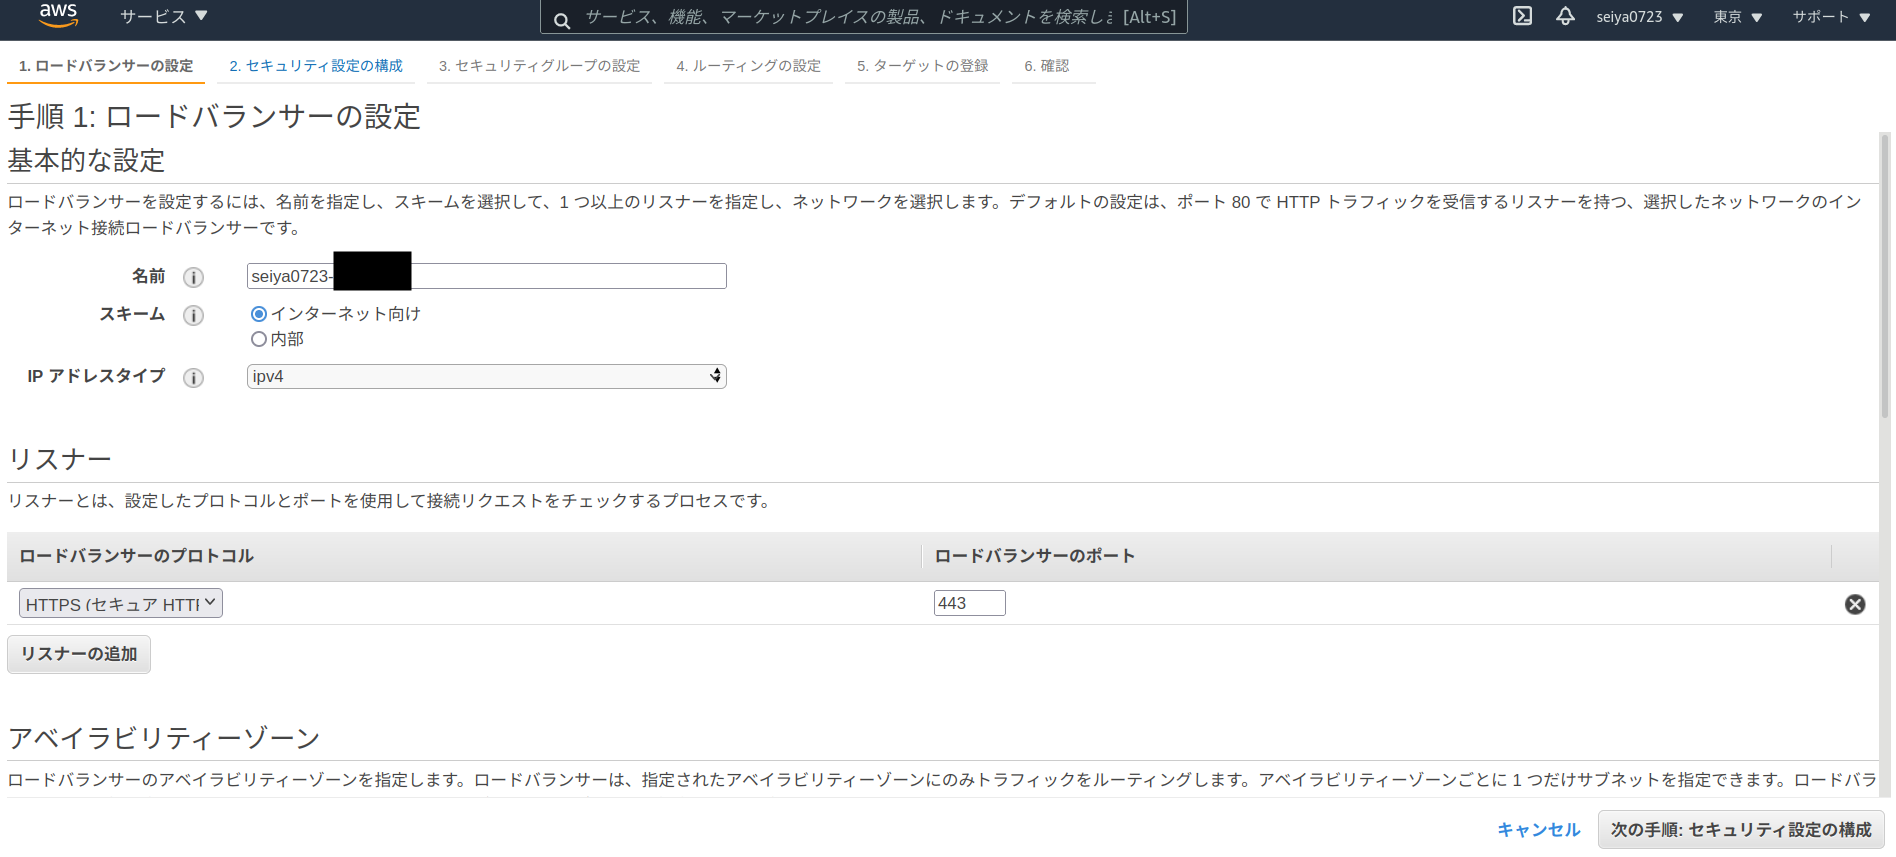 aws
サービス
サービス、機能、マーケットプレイスの製品、ドキュメントを検索しま
[Alt+S]
seiya0723
東京
サポート
1. ロードバランサーの設定
2. セキュリティ設定の構成
3. セキュリティグループの設定
4. ルーティングの設定
5. ターゲットの登録
6. 確認
手順 1: ロードバランサーの設定
基本的な設定
ロードバランサーを設定するには、名前を指定し、スキームを選択して、1 つ以上のリスナーを指定し、ネットワークを選択します。デフォルトの設定は、ポート 80 で HTTP トラフィックを受信するリスナーを持つ、選択したネットワークのイン
ターネット接続ロードバランサーです。
名前
seiya0723-
スキーム
インターネット向け
内部
IP アドレスタイプ
ipv4
リスナー
リスナーとは、設定したプロトコルとポートを使用して接続リクエストをチェックするプロセスです。
ロードバランサーのプロトコル
ロードバランサーのポート
HTTPS (セキュア HTTP
443
リスナーの追加
アベイラビリティーゾーン
ロードバランサーのアベイラビリティーゾーンを指定します。ロードバランサーは、指定されたアベイラビリティーゾーンにのみトラフィックをルーティングします。アベイラビリティーゾーンごとに 1 つだけサブネットを指定できます。ロードバラ
キャンセル
次の手順: セキュリティ設定の構成